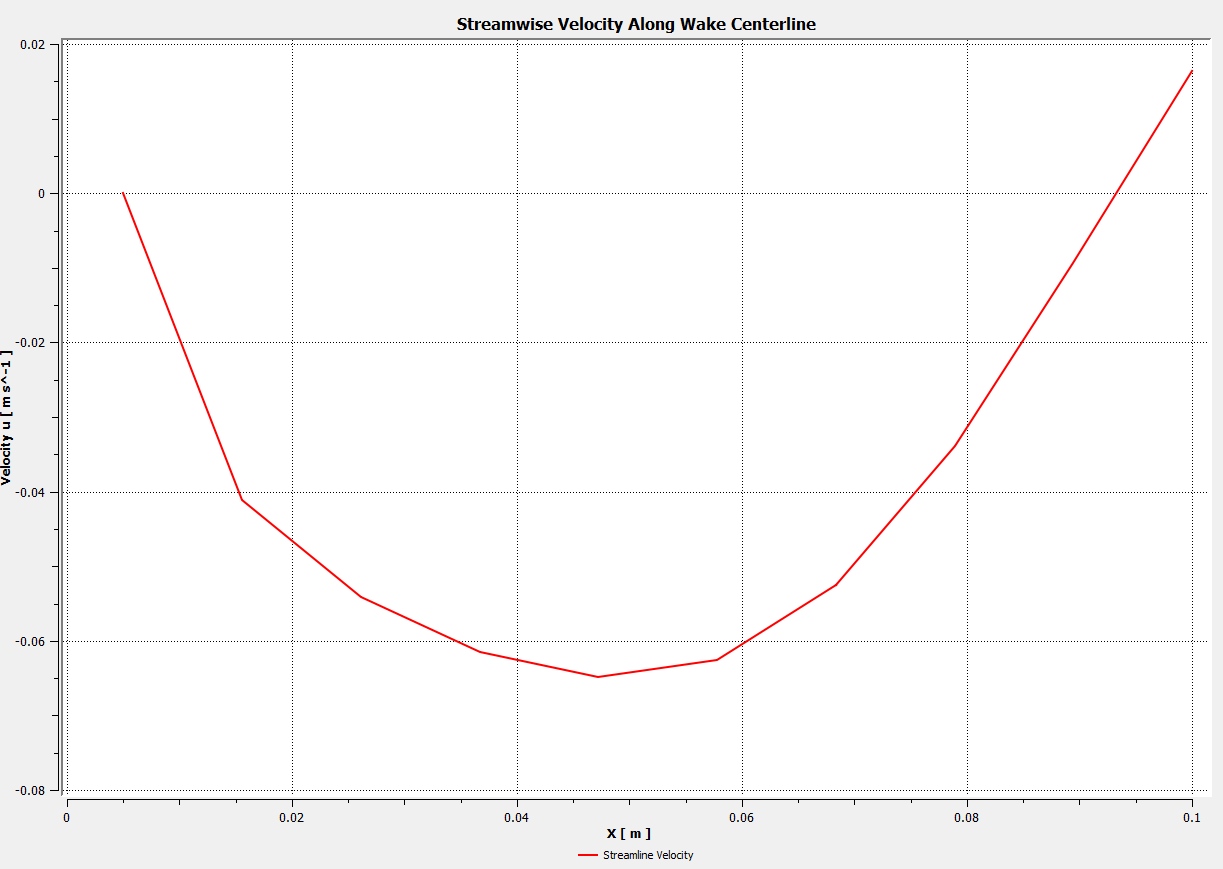 Streamwise Velocity Along Wake Centerline
0.02
0
-0.02
-0.04
-0.06
-0.08
Velocity u [ m s^-1 ]
0 0.02 0.04 0.06 0.08 0.1
X [ m ]
Streamline Velocity